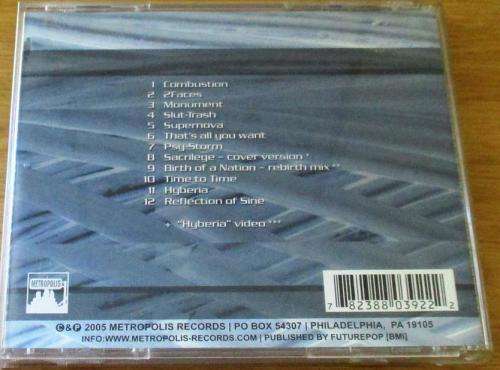 1 Combustion
2 2Faces
3 Monument
4 Slut-Trash
5 Supernova
6 That's all you want
7 Psy-Storm
8 Sacrilege - cover version *
9 Birth of a Nation - rebirth mix **
10 Time to Time
11 Hyberia
12 Reflection of Sine
+ "Hyberia" video ***
METROPOLIS
7 82388 03922 2
©&℗ 2005 METROPOLIS RECORDS | PO BOX 54307 | PHILADELPHIA, PA 19105
INFO:WWW.METROPOLIS-RECORDS.COM | PUBLISHED BY FUTUREPOP [BMI]